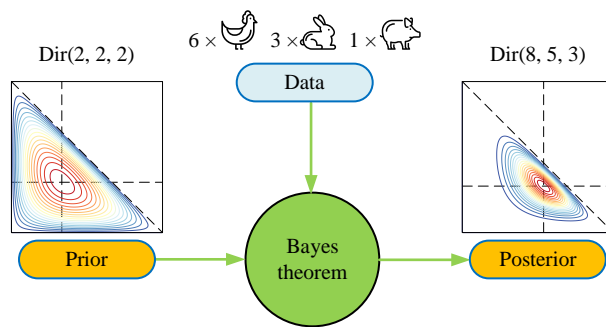 6 × 3 × 1 ×
Dir(2, 2, 2)
Data
Dir(8, 5, 3)
Prior
Bayes
theorem
Posterior